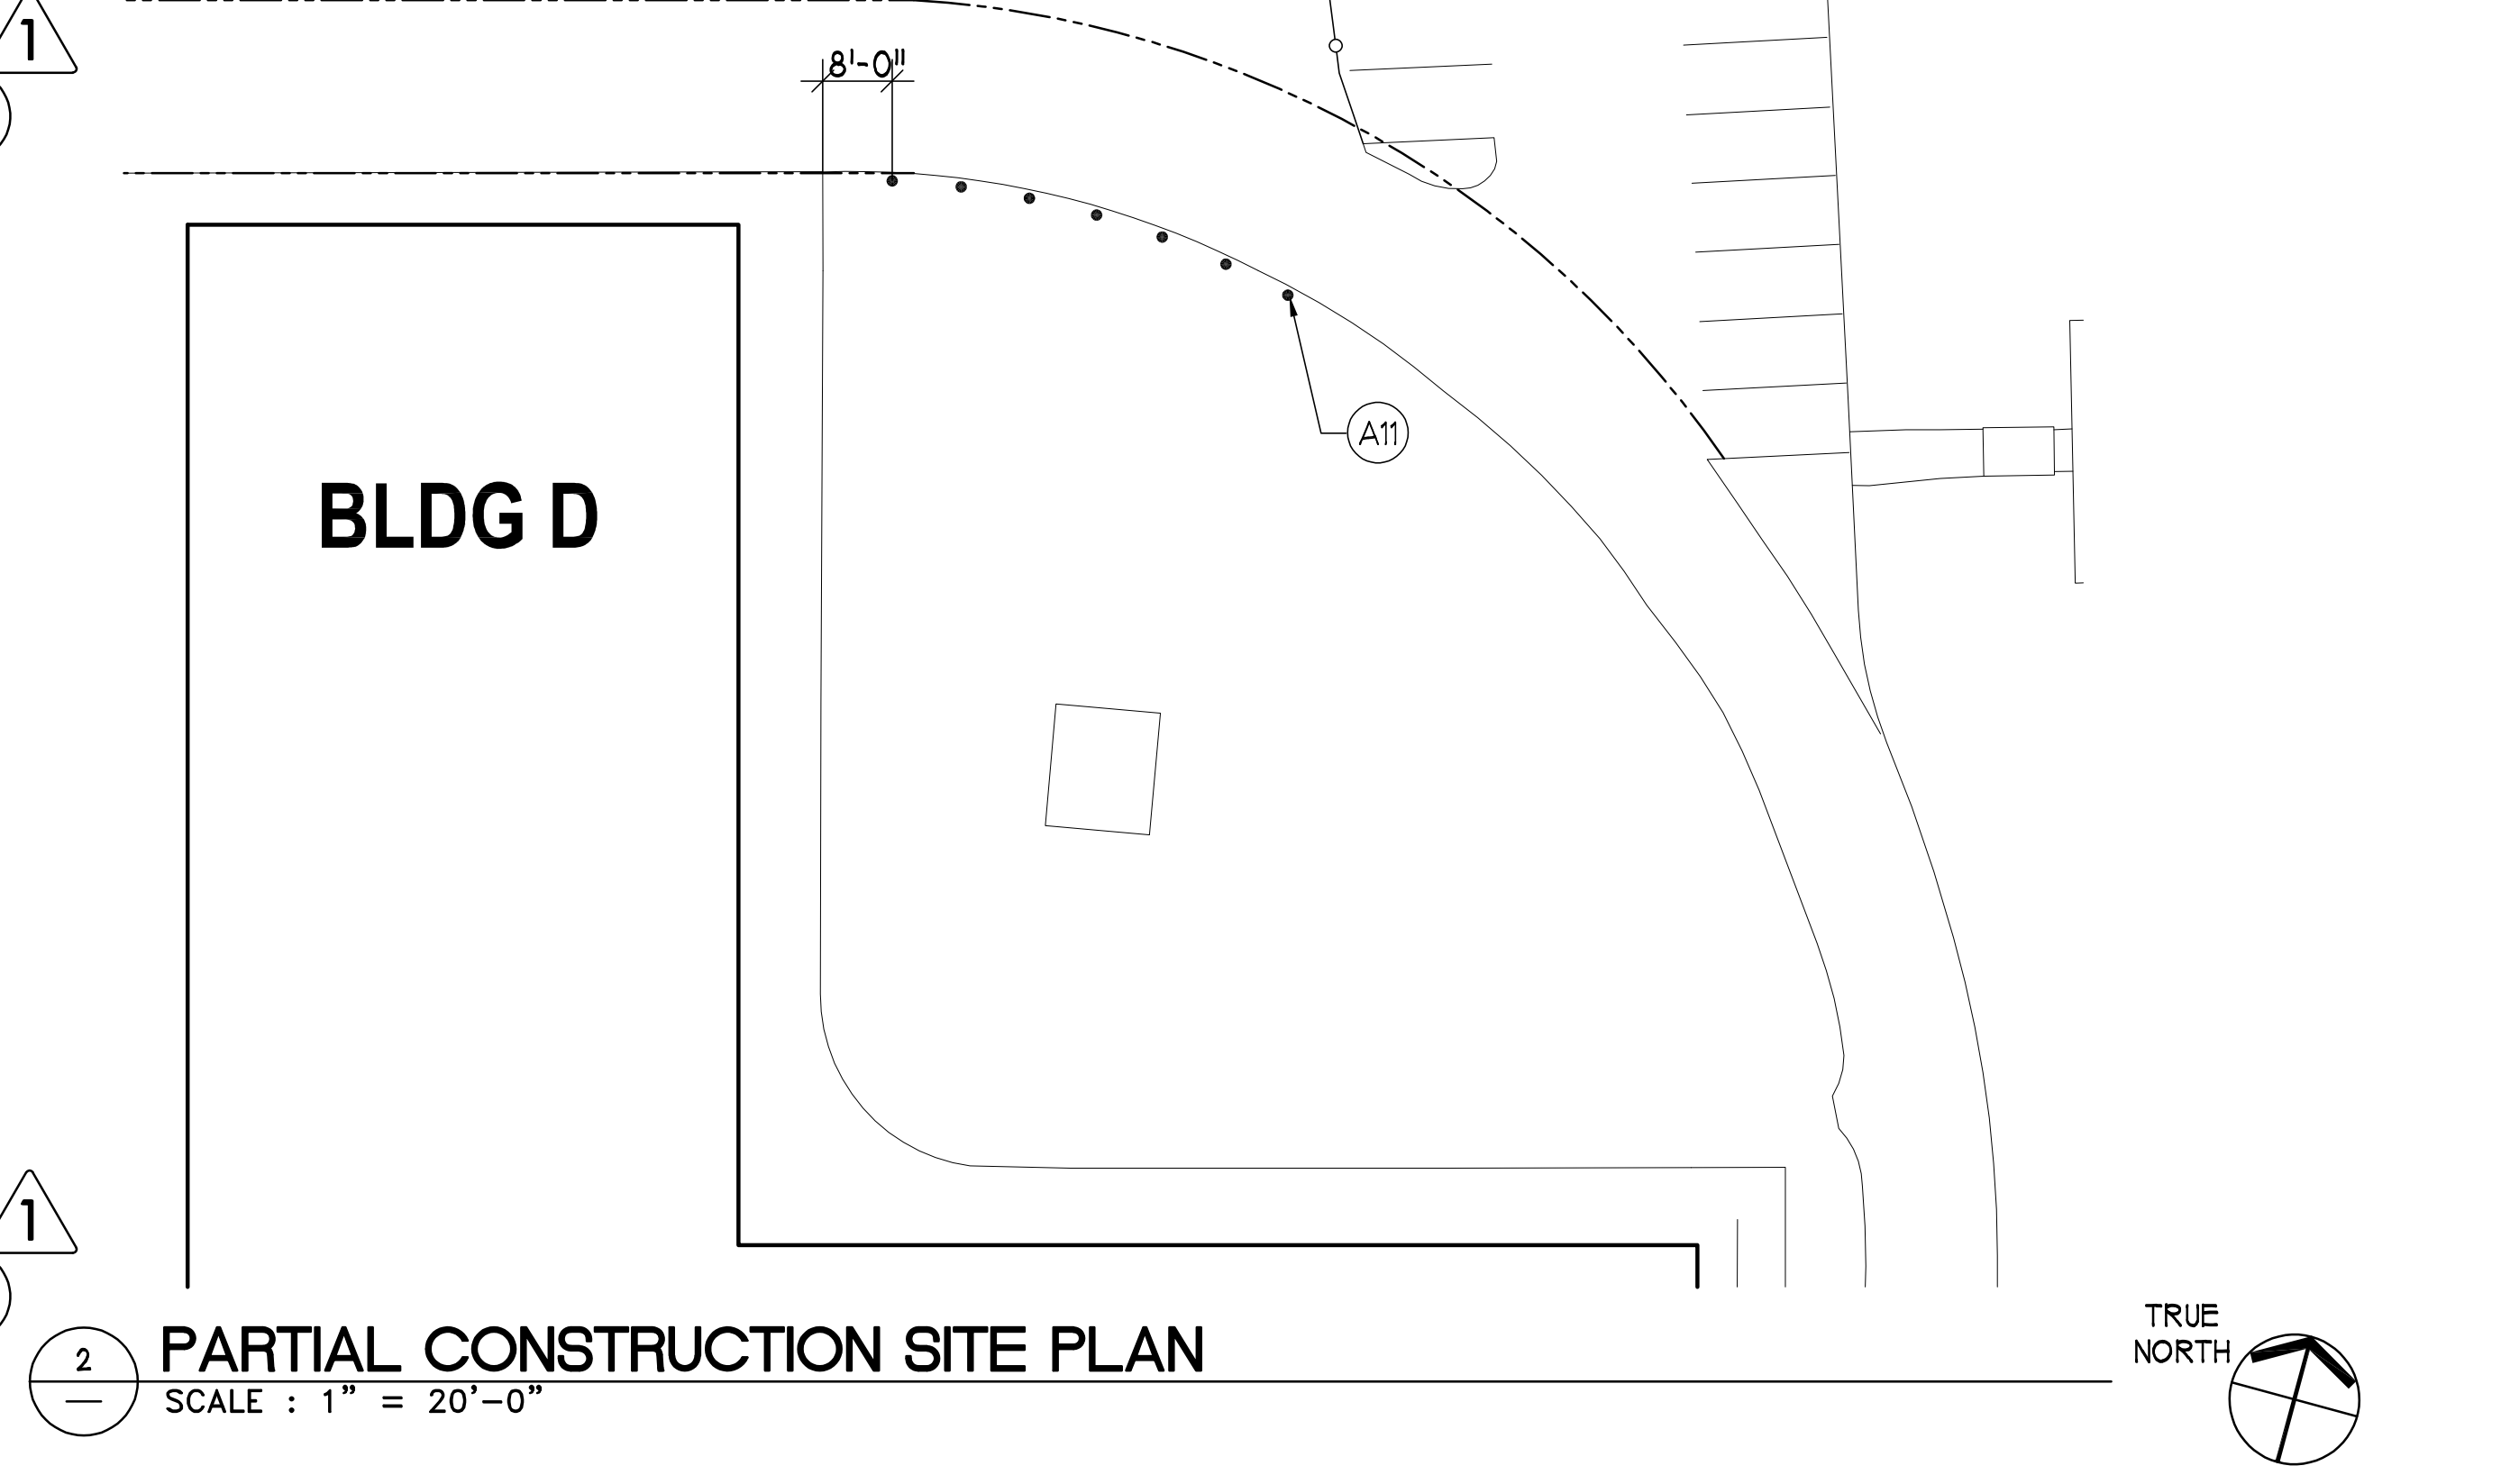 1
8'-0"
A11
BLDG D
1
2
PARTIAL CONSTRUCTION SITE PLAN
SCALE : 1" = 20'-0"
TRUE
NORTH